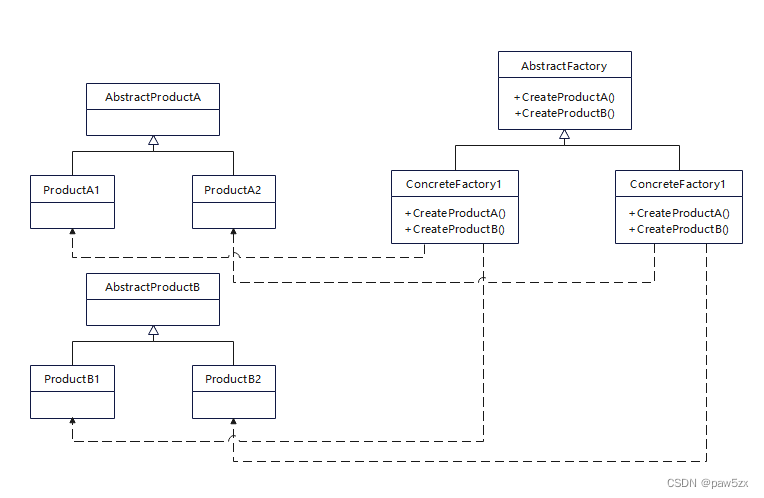 AbstractFactory
+CreateProductA()
+CreateProductB()
AbstractProductA
ProductA1
ProductA2
ConcreteFactory1
+CreateProductA()
+CreateProductB()
ConcreteFactory1
+CreateProductA()
+CreateProductB()
AbstractProductB
ProductB1
ProductB2
CSDN @paw5zx